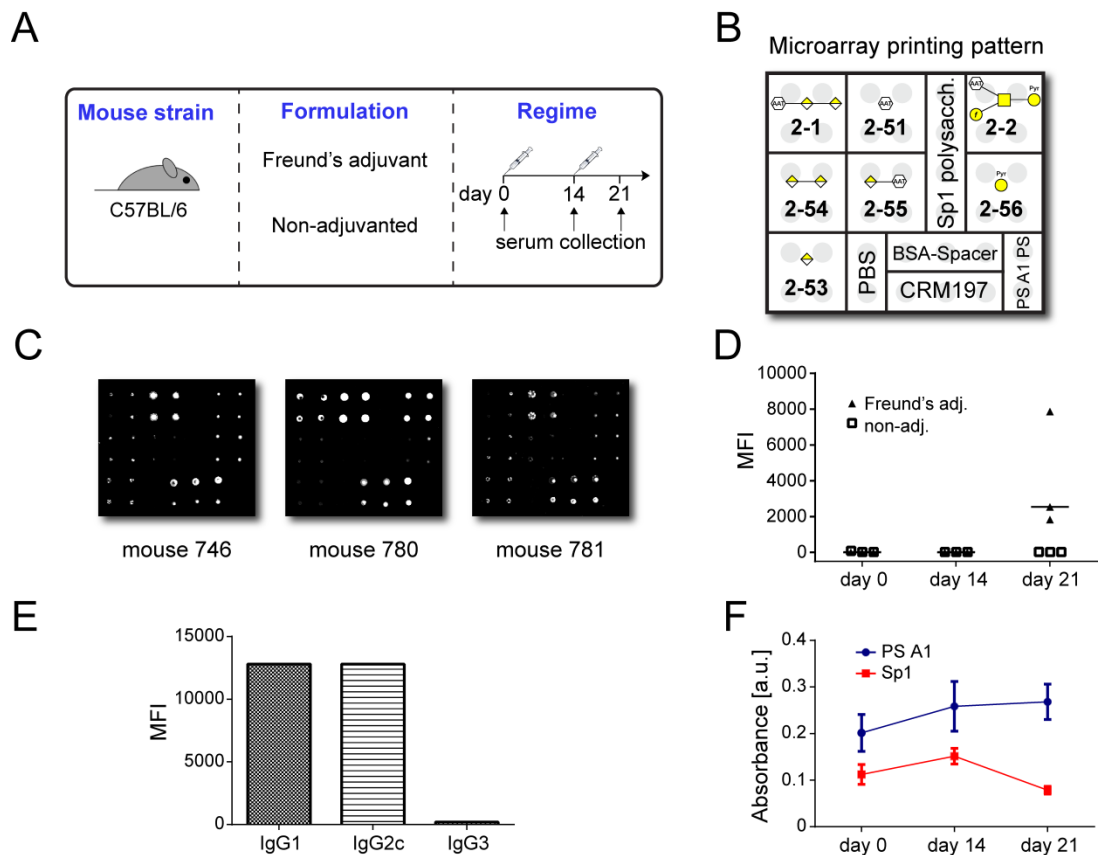 A
Mouse strain
Formulation
Regime
C57BL/6
Freund's adjuvant
Non-adjuvanted
day 0 14 21
serum collection
B
Microarray printing pattern
AAT
2-1
AAT
2-51
Sp1 polysacch.
AAT
Pyr
f
2-2
2-54
AAT
2-55
Pyr
2-56
2-53
PBS
BSA-Spacer
CRM197
PS A1 PS
C
mouse 746
mouse 780
mouse 781
D
MFI
10000
8000
6000
4000
2000
0
Freund's adj.
non-adj.
day 0
day 14
day 21
E
MFI
15000
10000
5000
0
IgG1
IgG2c
IgG3
F
Absorbance [a.u.]
0.4
0.3
0.2
0.1
0
PS A1
Sp1
day 0
day 14
day 21